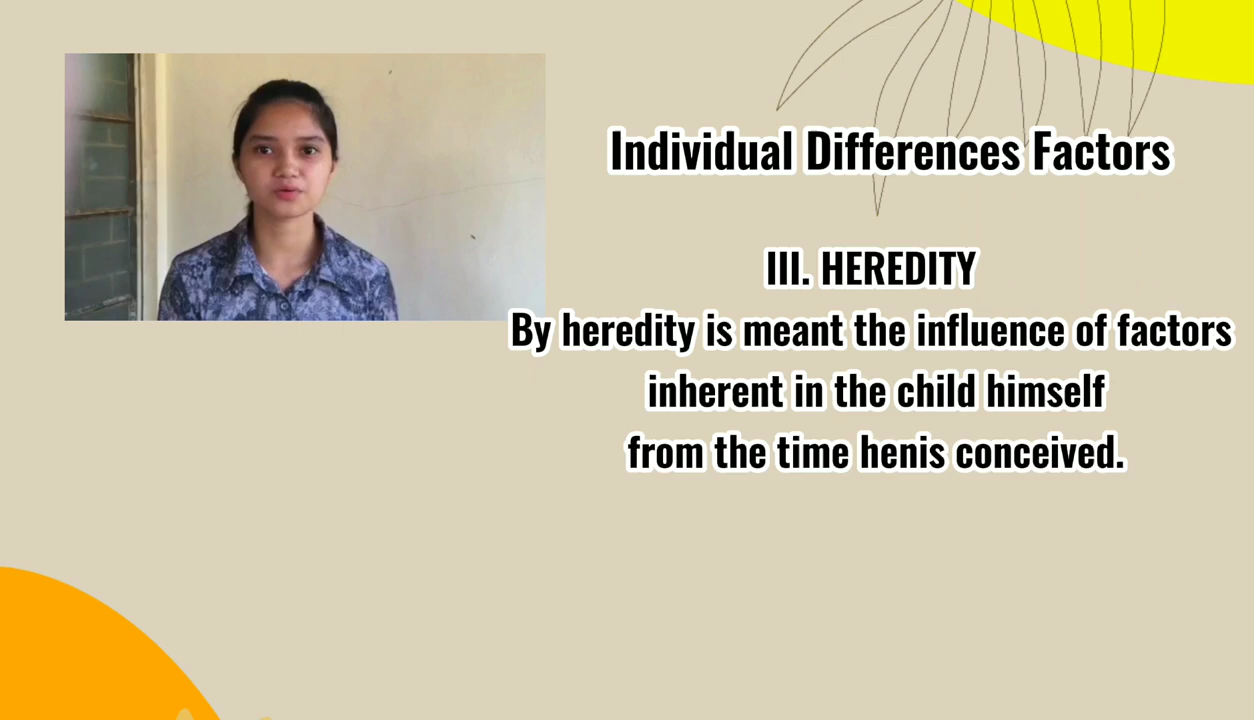 Individual Differences Factors
III. HEREDITY
By heredity is meant the influence of factors
inherent in the child himself
from the time henis conceived.